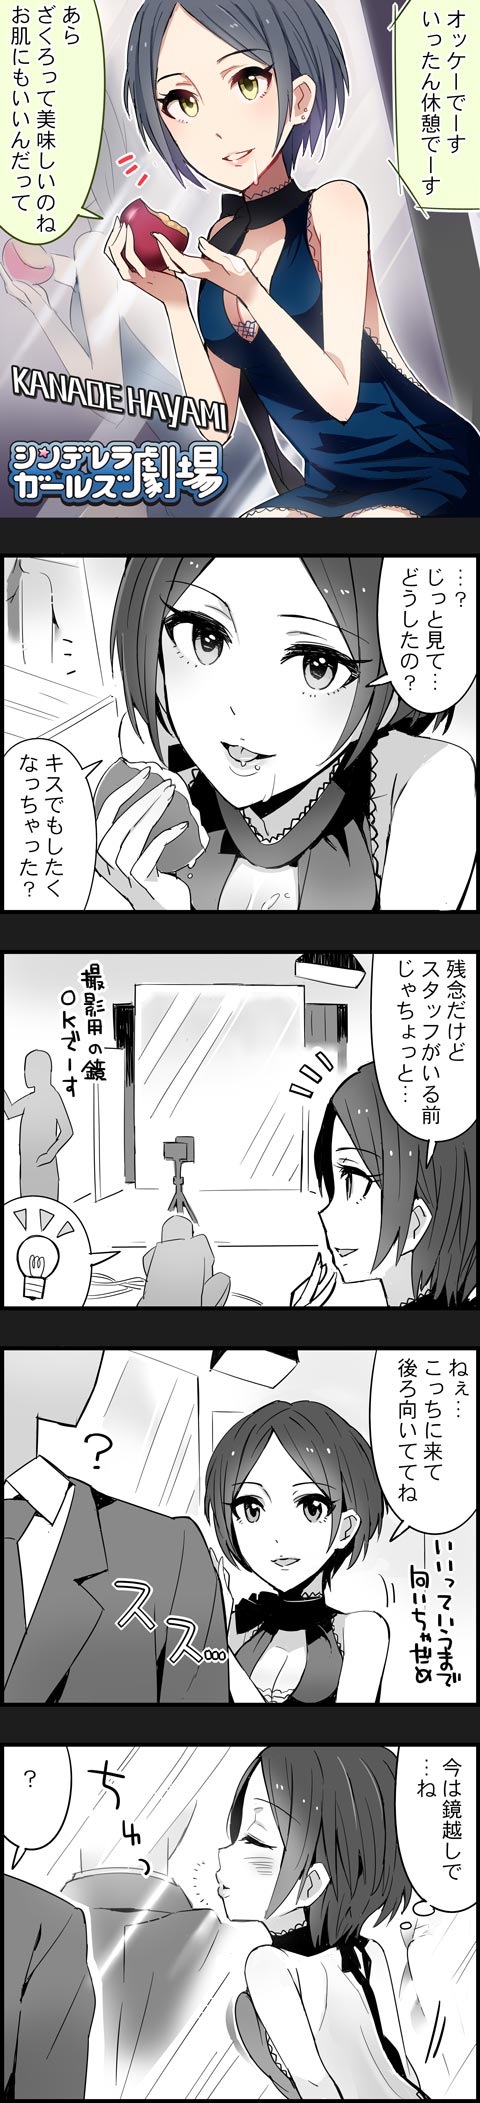 オッケーでーす
いったん休憩でーす
あら
ざくろって美味しいのね
お肌にもいいんだって
KANADE HAYAMI
シンデレラ
ガールズ劇場
…？
じっと見て…
どうしたの？
キスでもしたく
なっちゃった？
残念だけど
スタッフがいる前
じゃちょっと…
撮影用の鏡
OKでーす
ねぇ…
こっちに来て
後ろ向いててね
いいっていうまで
向いちゃだめ
?
スス…
今は鏡越しで
…ね
ちゅっ
？